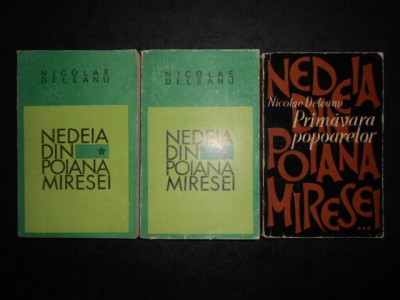 NICOLAE
DELEANU
NEDEIA
DIN
POIANA
MIRESEI
NICOLAE
DELEANU
NEDEIA
DIN
POIANA
MIRESEI
NEDEIA
Nicolae Deleanu
Primăvara
popoarelor
POIANA
MIRESEI
***